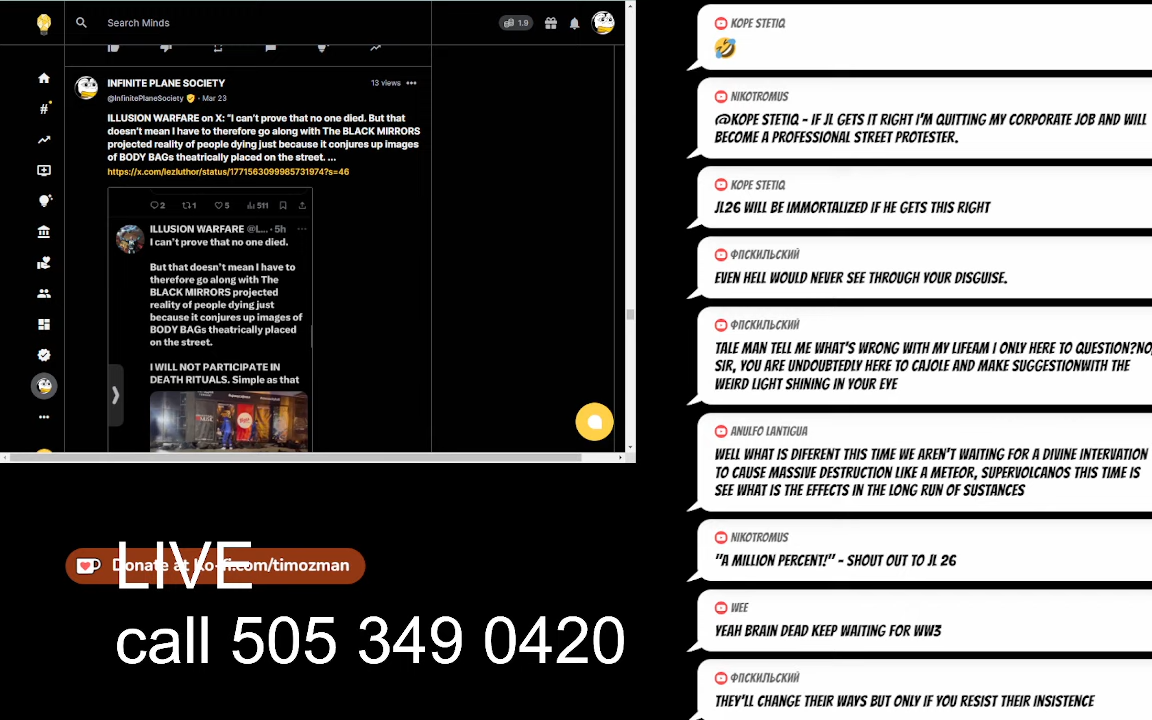 Search Minds
1.9
INFINITE PLANE SOCIETY
13 views
@InfinitePlaneSociety · Mar 23
ILLUSION WARFARE on X: “I can’t prove that no one died. But that
doesn’t mean I have to therefore go along with The BLACK MIRRORS
projected reality of people dying just because it conjures up images
of BODY BAGs theatrically placed on the street. ...
https://x.com/lezluthor/status/1771563099985731974?s=46
2 1 5 511
ILLUSION WARFARE @L... · 5h ...
I can’t prove that no one died.
But that doesn’t mean I have to
therefore go along with The
BLACK MIRRORS projected
reality of people dying just
because it conjures up images of
BODY BAGs theatrically placed
on the street.
I WILL NOT PARTICIPATE IN
DEATH RITUALS. Simple as that
Donate at ko-fi.com/timozman
LIVE
call 505 349 0420
KOPE STETIQ
NIKOTROMUS
@KOPE STETIQ - IF JL GETS IT RIGHT I'M QUITTING MY CORPORATE JOB AND WILL
BECOME A PROFESSIONAL STREET PROTESTER.
KOPE STETIQ
JL26 WILL BE IMMORTALIZED IF HE GETS THIS RIGHT
ФПСКИЛЬСКИЙ
EVEN HELL WOULD NEVER SEE THROUGH YOUR DISGUISE.
ФПСКИЛЬСКИЙ
TALE MAN TELL ME WHAT'S WRONG WITH MY LIFEAM I ONLY HERE TO QUESTION?NO,
SIR, YOU ARE UNDOUBTEDLY HERE TO CAJOLE AND MAKE SUGGESTIONWITH THE
WEIRD LIGHT SHINING IN YOUR EYE
ANULFO LANTIGUA
WELL WHAT IS DIFERENT THIS TIME WE AREN'T WAITING FOR A DIVINE INTERVATION
TO CAUSE MASSIVE DESTRUCTION LIKE A METEOR, SUPERVOLCANOS THIS TIME IS
SEE WHAT IS THE EFFECTS IN THE LONG RUN OF SUSTANCES
NIKOTROMUS
"A MILLION PERCENT!" - SHOUT OUT TO JL 26
WEE
YEAH BRAIN DEAD KEEP WAITING FOR WW3
ФПСКИЛЬСКИЙ
THEY'LL CHANGE THEIR WAYS BUT ONLY IF YOU RESIST THEIR INSISTENCE